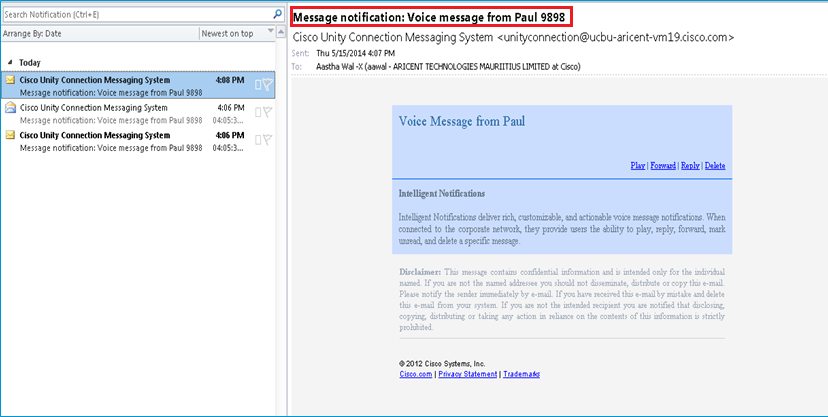 Search Notification (Ctrl+E)
Arrange By: Date
Newest on top
Today
Cisco Unity Connection Messaging System 4:08 PM
Message notification: Voice message from Paul 9898
Cisco Unity Connection Messaging System 4:06 PM
Message notification: Voice message from Paul 9898 04:05:3...
Cisco Unity Connection Messaging System 4:06 PM
Message notification: Voice message from Paul 9898 04:05:3...
Message notification: Voice message from Paul 9898
Cisco Unity Connection Messaging System <unityconnection@ucbu-aricent-vm19.cisco.com>
Sent: Thu 5/15/2014 4:07 PM
To: Aastha Wal -X (aawal - ARICENT TECHNOLOGIES MAURITIUS LIMITED at Cisco)
Voice Message from Paul
Play | Forward | Reply | Delete
Intelligent Notifications
Intelligent Notifications deliver rich, customizable, and actionable voice message notifications. When
connected to the corporate network, they provide users the ability to play, reply, forward, mark
unread, and delete a specific message.
Disclaimer: This message contains confidential information and is intended only for the individual
named. If you are not the named addressee you should not disseminate, distribute or copy this e-mail.
Please notify the sender immediately by e-mail. If you have received this e-mail by mistake and delete
this e-mail from your system. If you are not the intended recipient you are notified that disclosing,
copying, distributing or taking any action in reliance on the contents of this information is strictly
prohibited.
© 2012 Cisco Systems, Inc.
Cisco.com | Privacy Statement | Trademarks